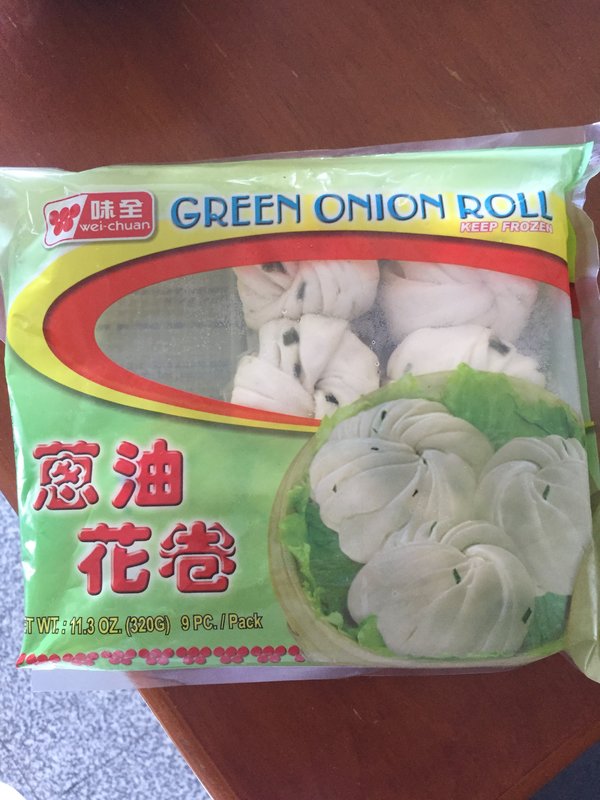 味全
wei-chuan
GREEN ONION ROLL
KEEP FROZEN
蔥油
花卷
T WT.: 11.3 OZ. (320G) 9 PC. / Pack